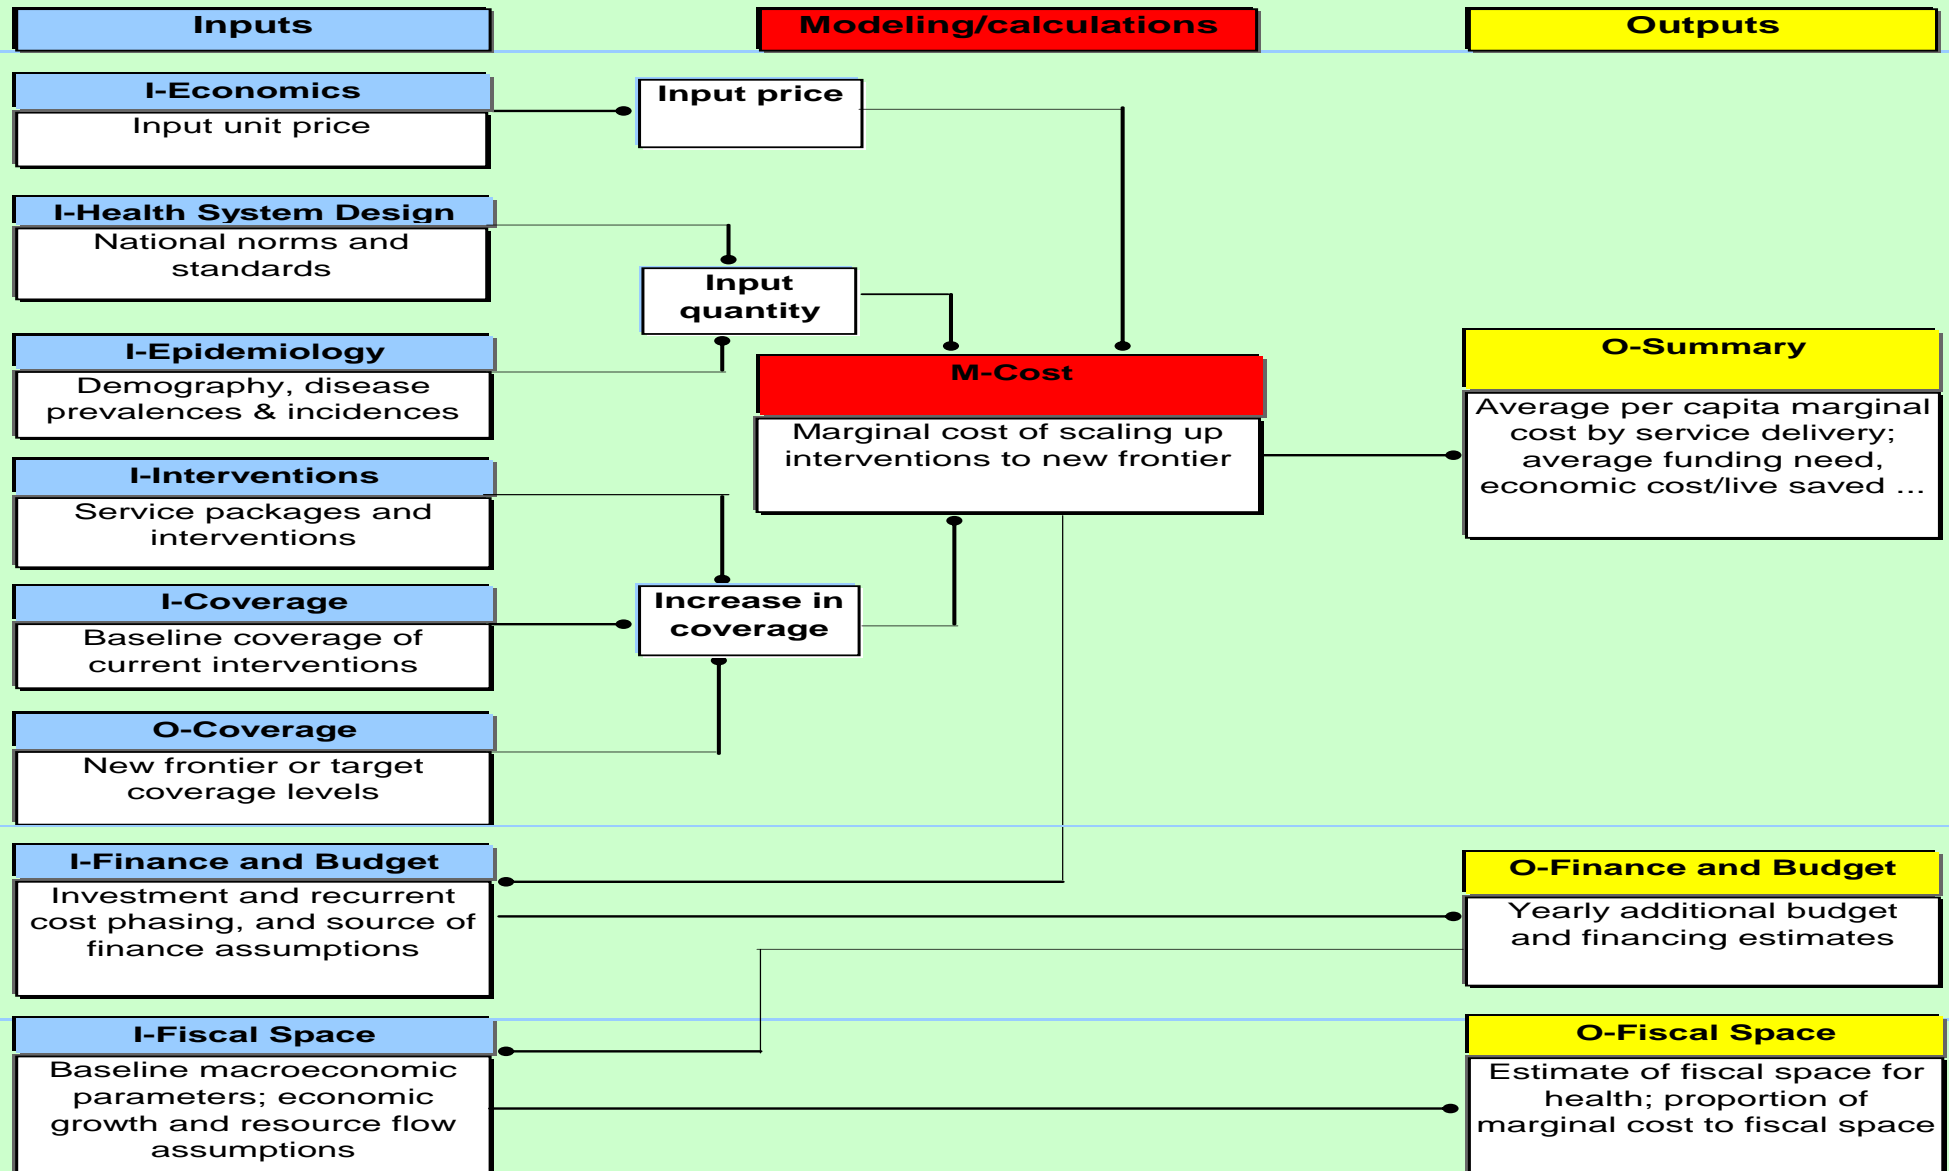 Inputs
Modeling/calculations
Outputs
I-Economics
Input unit price
Input price
I-Health System Design
National norms and
standards
Input
quantity
I-Epidemiology
Demography, disease
prevalences & incidences
M-Cost
Marginal cost of scaling up
interventions to new frontier
O-Summary
Average per capita marginal
cost by service delivery;
average funding need,
economic cost/live saved ...
I-Interventions
Service packages and
interventions
I-Coverage
Baseline coverage of
current interventions
Increase in
coverage
O-Coverage
New frontier or target
coverage levels
I-Finance and Budget
Investment and recurrent
cost phasing, and source of
finance assumptions
O-Finance and Budget
Yearly additional budget
and financing estimates
I-Fiscal Space
Baseline macroeconomic
parameters; economic
growth and resource flow
assumptions
O-Fiscal Space
Estimate of fiscal space for
health; proportion of
marginal cost to fiscal space